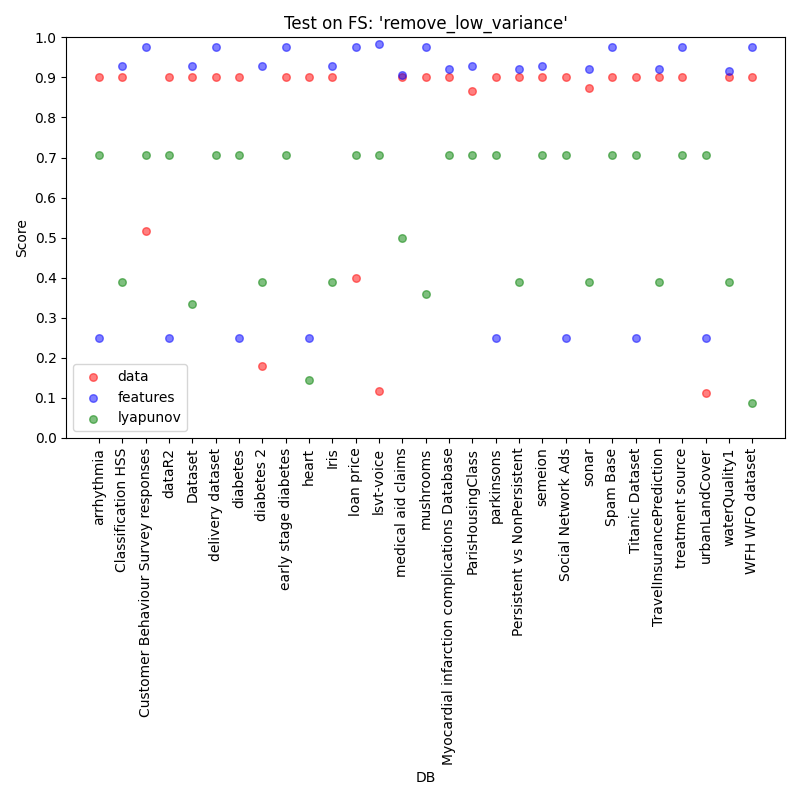 Test on FS: 'remove_low_variance'
Score
1.0
0.9
0.8
0.7
0.6
0.5
0.4
0.3
0.2
0.1
0.0
data
features
lyapunov
arrhythmia
Classification HSS
Customer Behaviour Survey responses
dataR2
Dataset
delivery dataset
diabetes
diabetes 2
early stage diabetes
heart
Iris
loan price
lsvt-voice
medical aid claims
mushrooms
Myocardial infarction complications Database
ParisHousingClass
parkinsons
Persistent vs NonPersistent
semeion
Social Network Ads
sonar
Spam Base
Titanic Dataset
TravelInsurancePrediction
treatment source
urbanLandCover
waterQuality1
WFH WFO dataset
DB